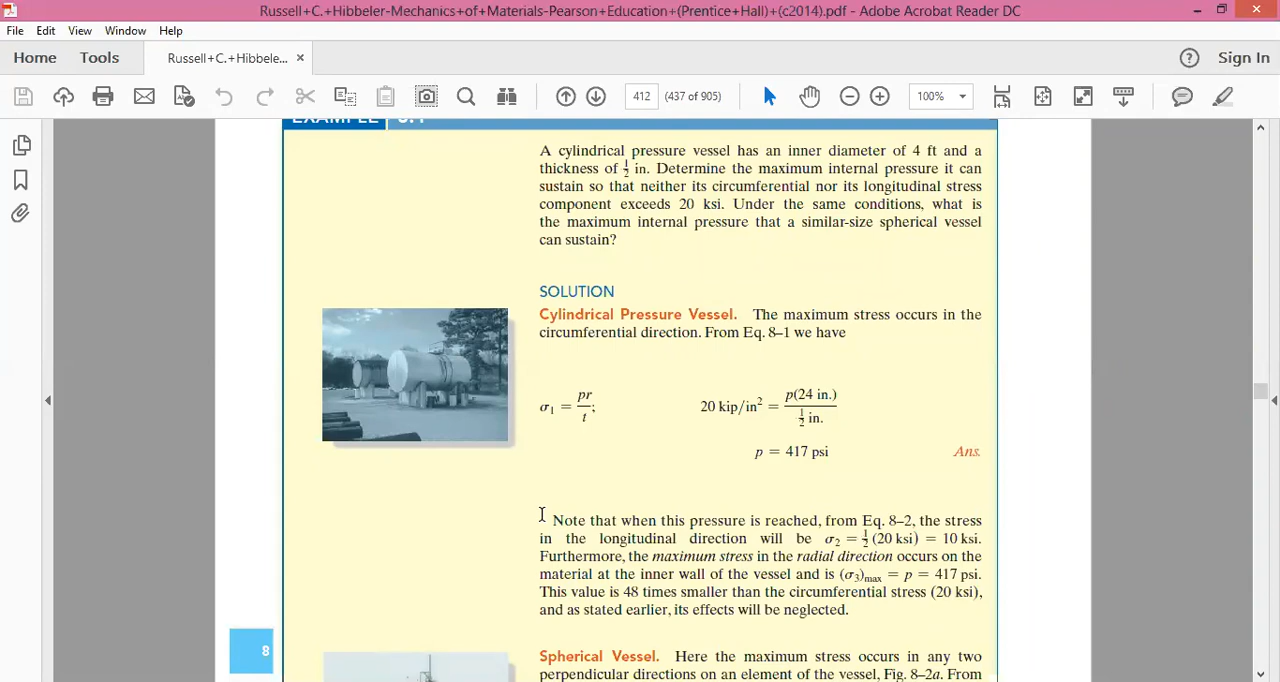 Russell+C.+Hibbeler-Mechanics+of+Materials-Pearson+Education+(Prentice+Hall)+(c2014).pdf - Adobe Acrobat Reader DC
File Edit View Window Help
Home Tools Russell+C.+Hibbele... × ? Sign In
412 (437 of 905) 100%
EXAMPLE
A cylindrical pressure vessel has an inner diameter of 4 ft and a
thickness of ½ in. Determine the maximum internal pressure it can
sustain so that neither its circumferential nor its longitudinal stress
component exceeds 20 ksi. Under the same conditions, what is
the maximum internal pressure that a similar-size spherical vessel
can sustain?
SOLUTION
Cylindrical Pressure Vessel. The maximum stress occurs in the
circumferential direction. From Eq. 8–1 we have
σ₁ = pr/t; 20 kip/in² = p(24 in.)/½ in.
p = 417 psi Ans.
Note that when this pressure is reached, from Eq. 8–2, the stress
in the longitudinal direction will be σ₂ = ½ (20 ksi) = 10 ksi.
Furthermore, the maximum stress in the radial direction occurs on the
material at the inner wall of the vessel and is (σ₃)max = p = 417 psi.
This value is 48 times smaller than the circumferential stress (20 ksi),
and as stated earlier, its effects will be neglected.
8
Spherical Vessel. Here the maximum stress occurs in any two
perpendicular directions on an element of the vessel, Fig. 8–2a. From